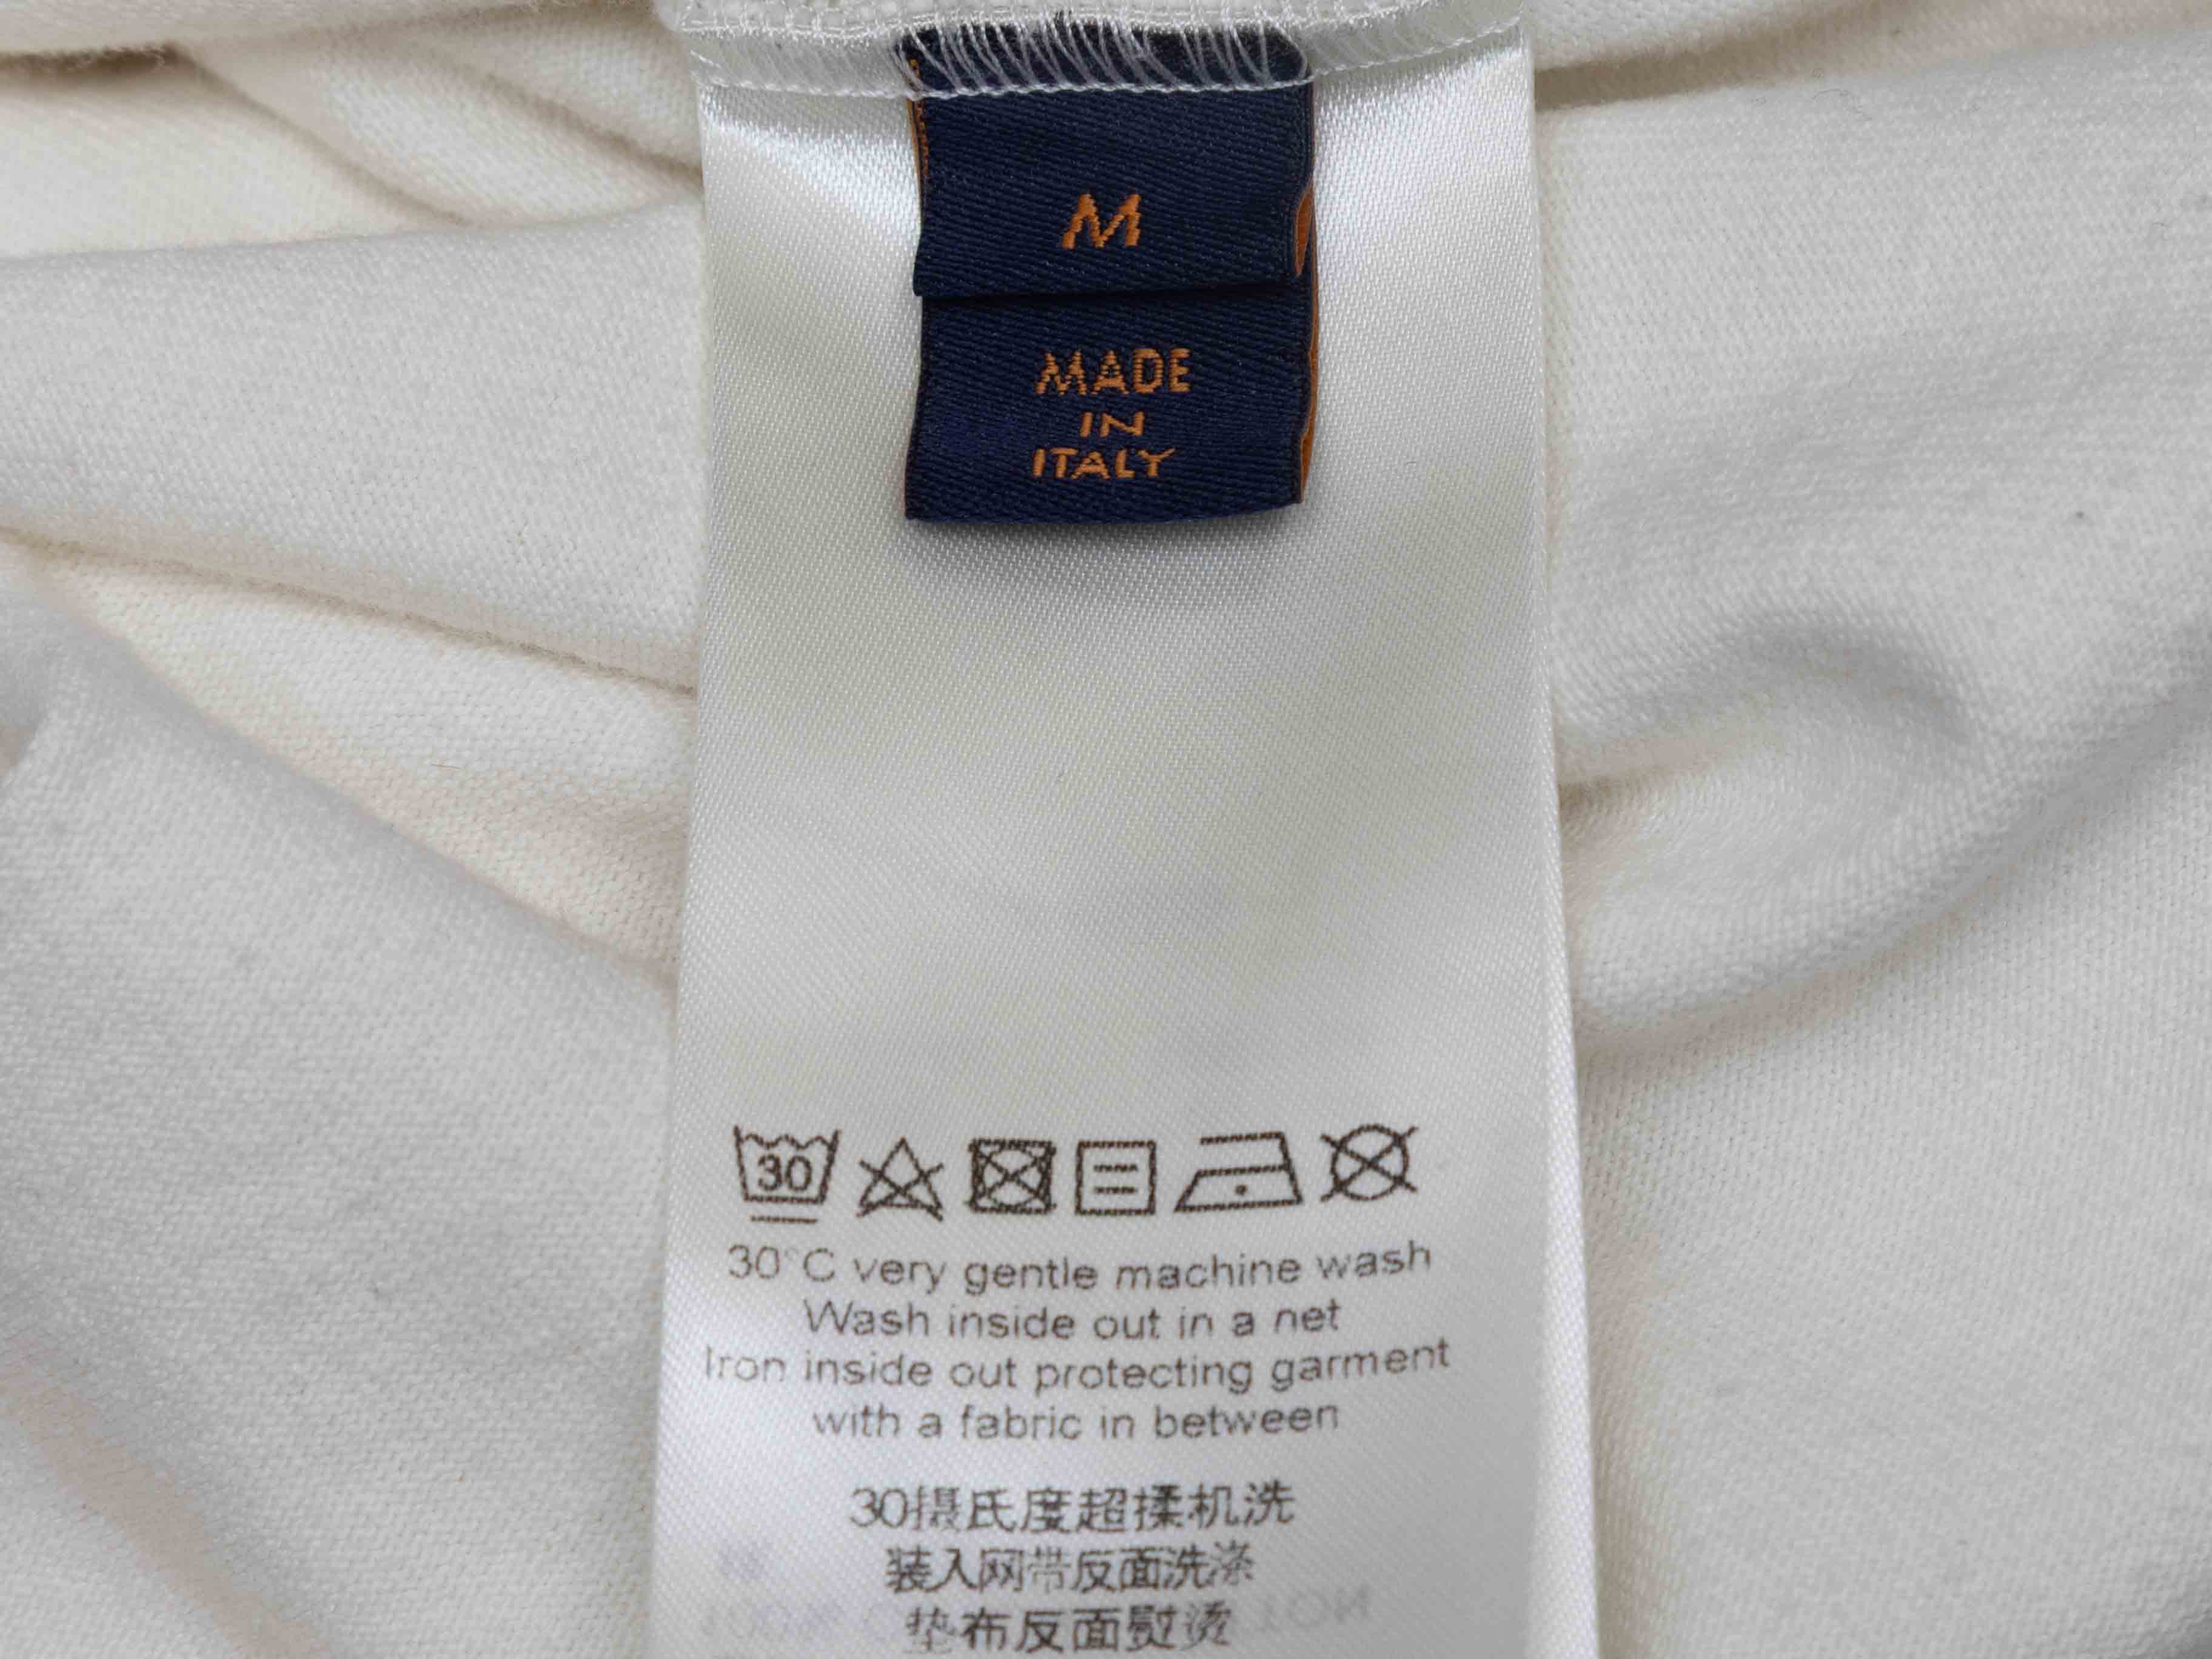 M
MADE
IN
ITALY
30
30°C very gentle machine wash
Wash inside out in a net
Iron inside out protecting garment
with a fabric in between
30摄氏度超揉机洗
装入网带反面洗涤
垫布反面熨烫